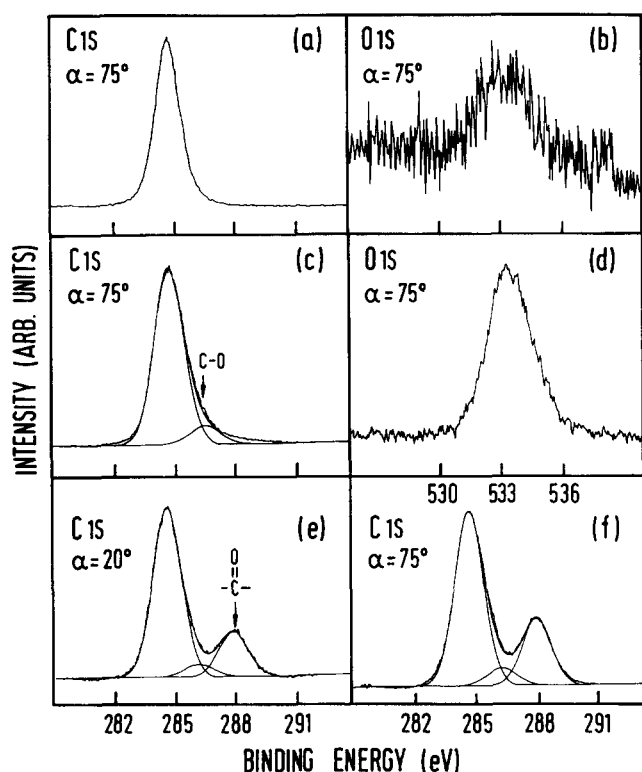 C1S
α = 75°
(a)
O1S
α = 75°
(b)
C1S
α = 75°
(c)
C-O
O1S
α = 75°
(d)
530 533 536
C1S
α = 20°
(e)
O
-C-
C1S
α = 75°
(f)
282 285 288 291
282 285 288 291
INTENSITY (ARB. UNITS)
BINDING ENERGY (eV)